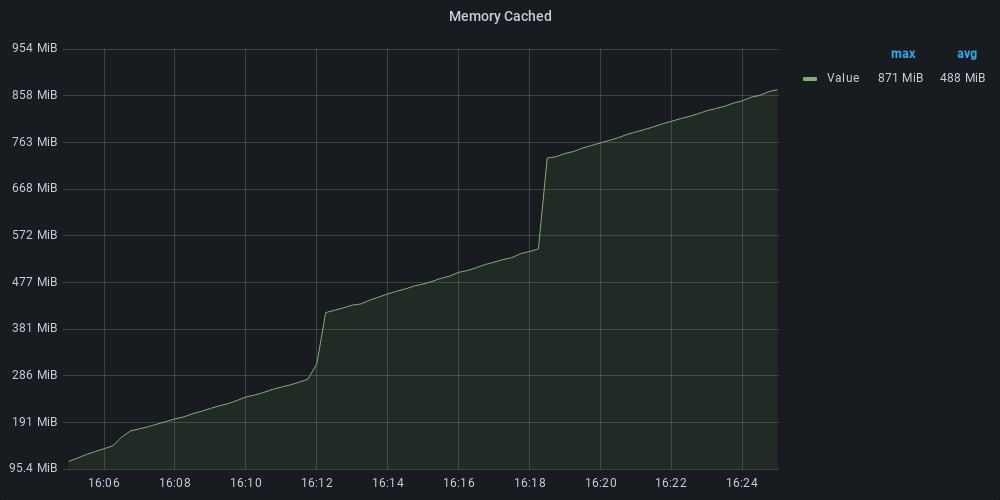 Memory Cached
954 MiB
858 MiB
763 MiB
668 MiB
572 MiB
477 MiB
381 MiB
286 MiB
191 MiB
95.4 MiB
16:06 16:08 16:10 16:12 16:14 16:16 16:18 16:20 16:22 16:24
max avg
Value 871 MiB 488 MiB